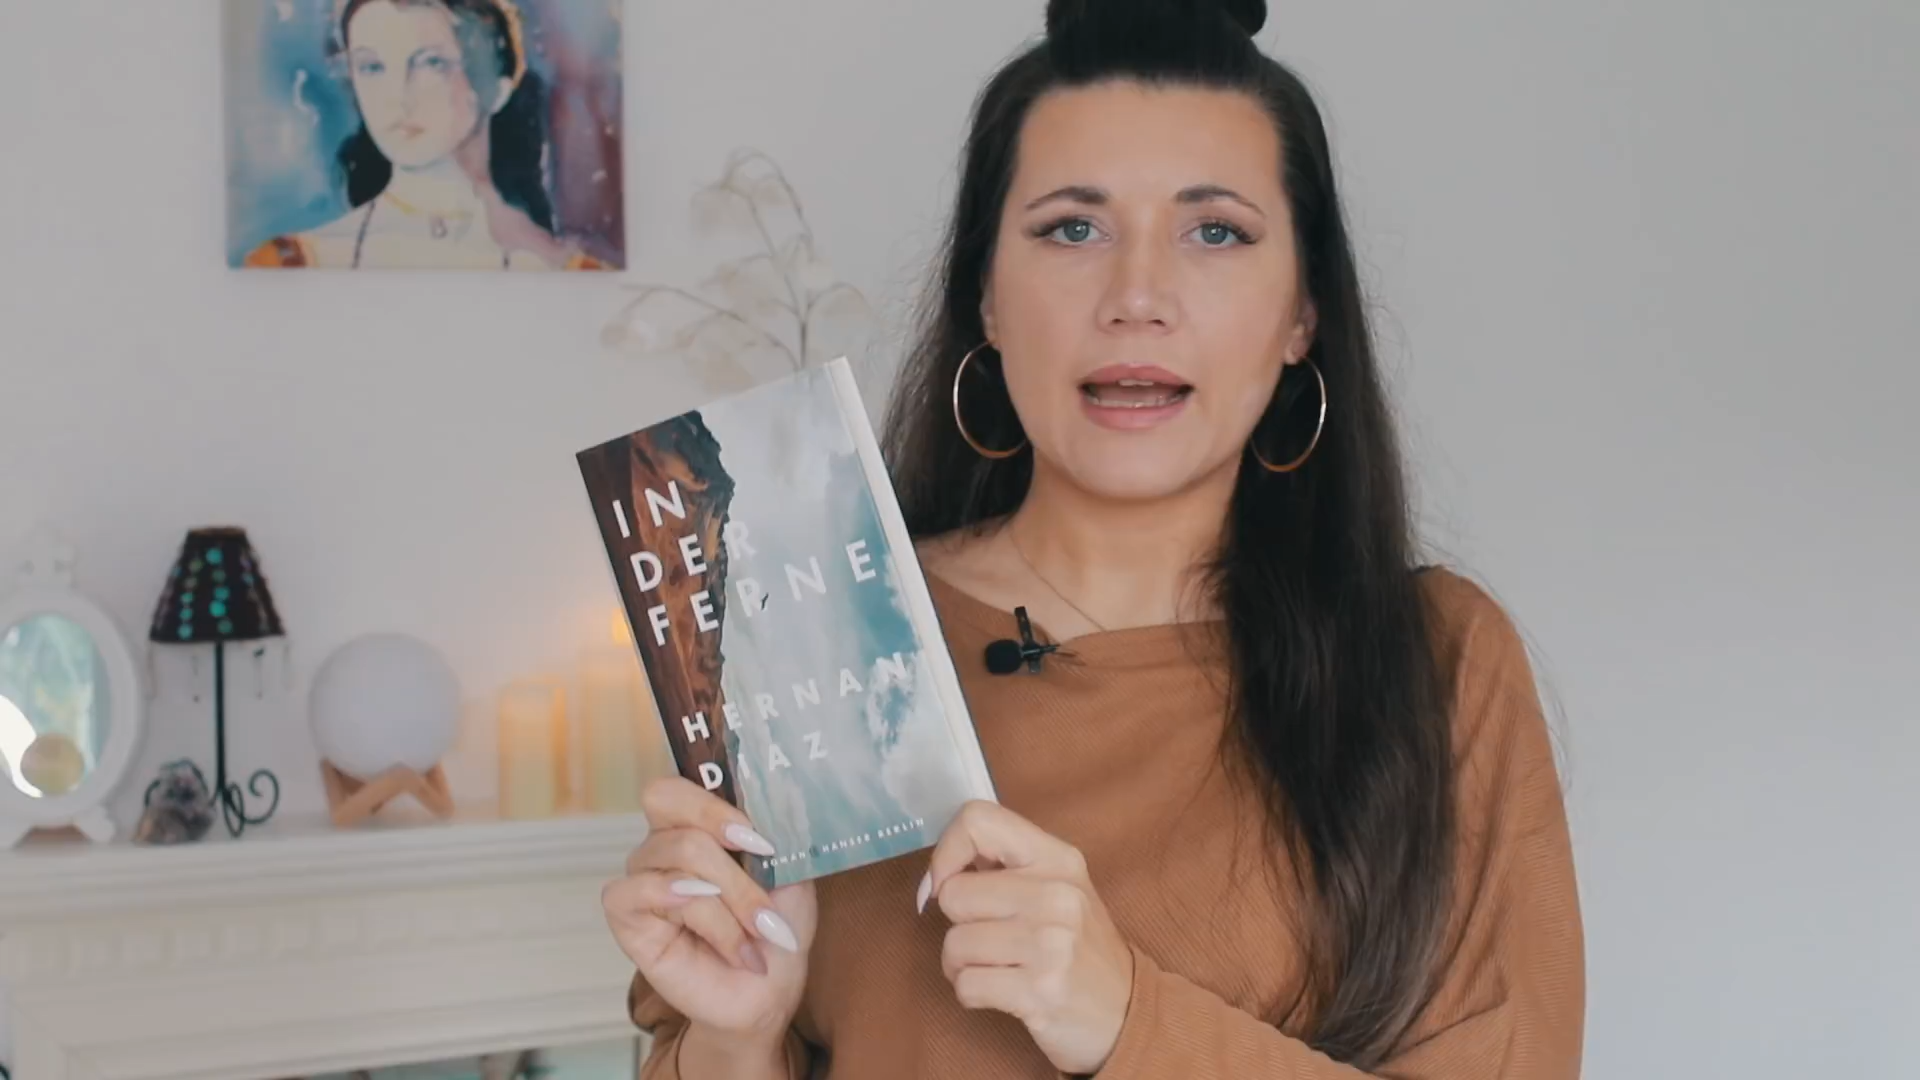 IN
DER
FERNE
HERNAN
DIAZ
ROMAN HANSER BERLIN